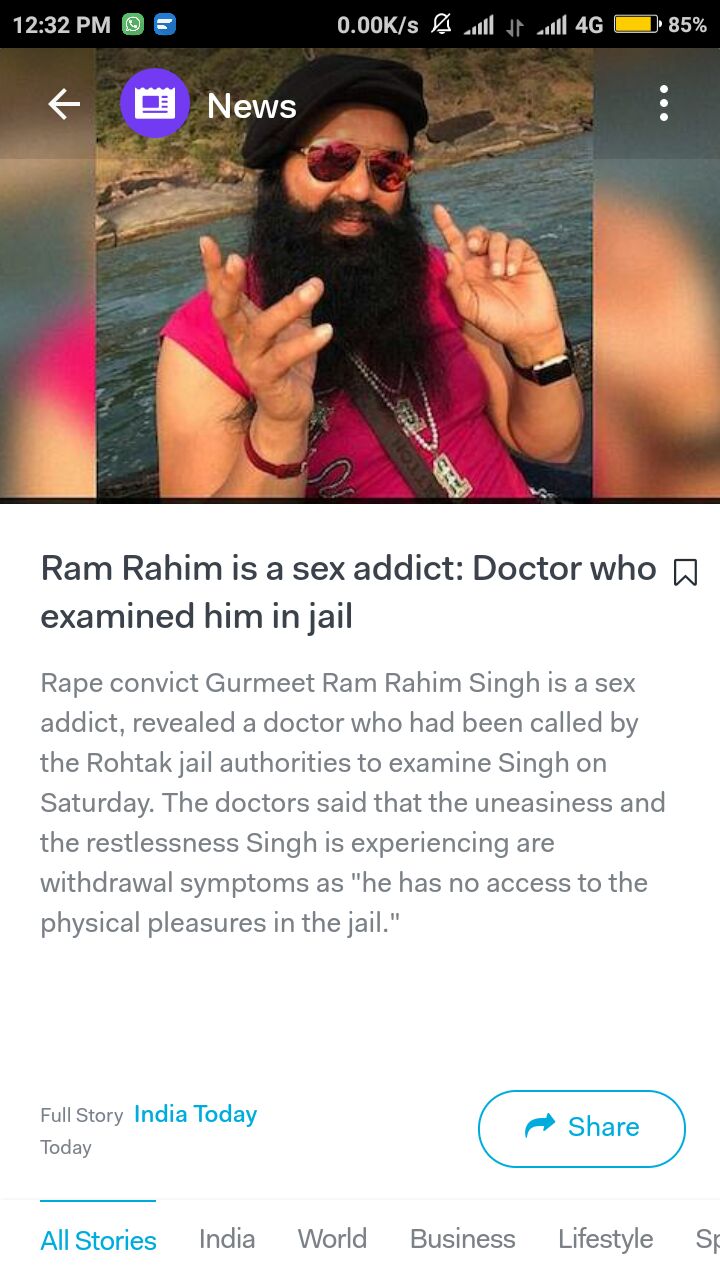 12:32 PM 0.00K/s 4G 85%
News
Ram Rahim is a sex addict: Doctor who
examined him in jail
Rape convict Gurmeet Ram Rahim Singh is a sex
addict, revealed a doctor who had been called by
the Rohtak jail authorities to examine Singh on
Saturday. The doctors said that the uneasiness and
the restlessness Singh is experiencing are
withdrawal symptoms as "he has no access to the
physical pleasures in the jail."
Full Story India Today
Today
Share
All Stories India World Business Lifestyle Sp